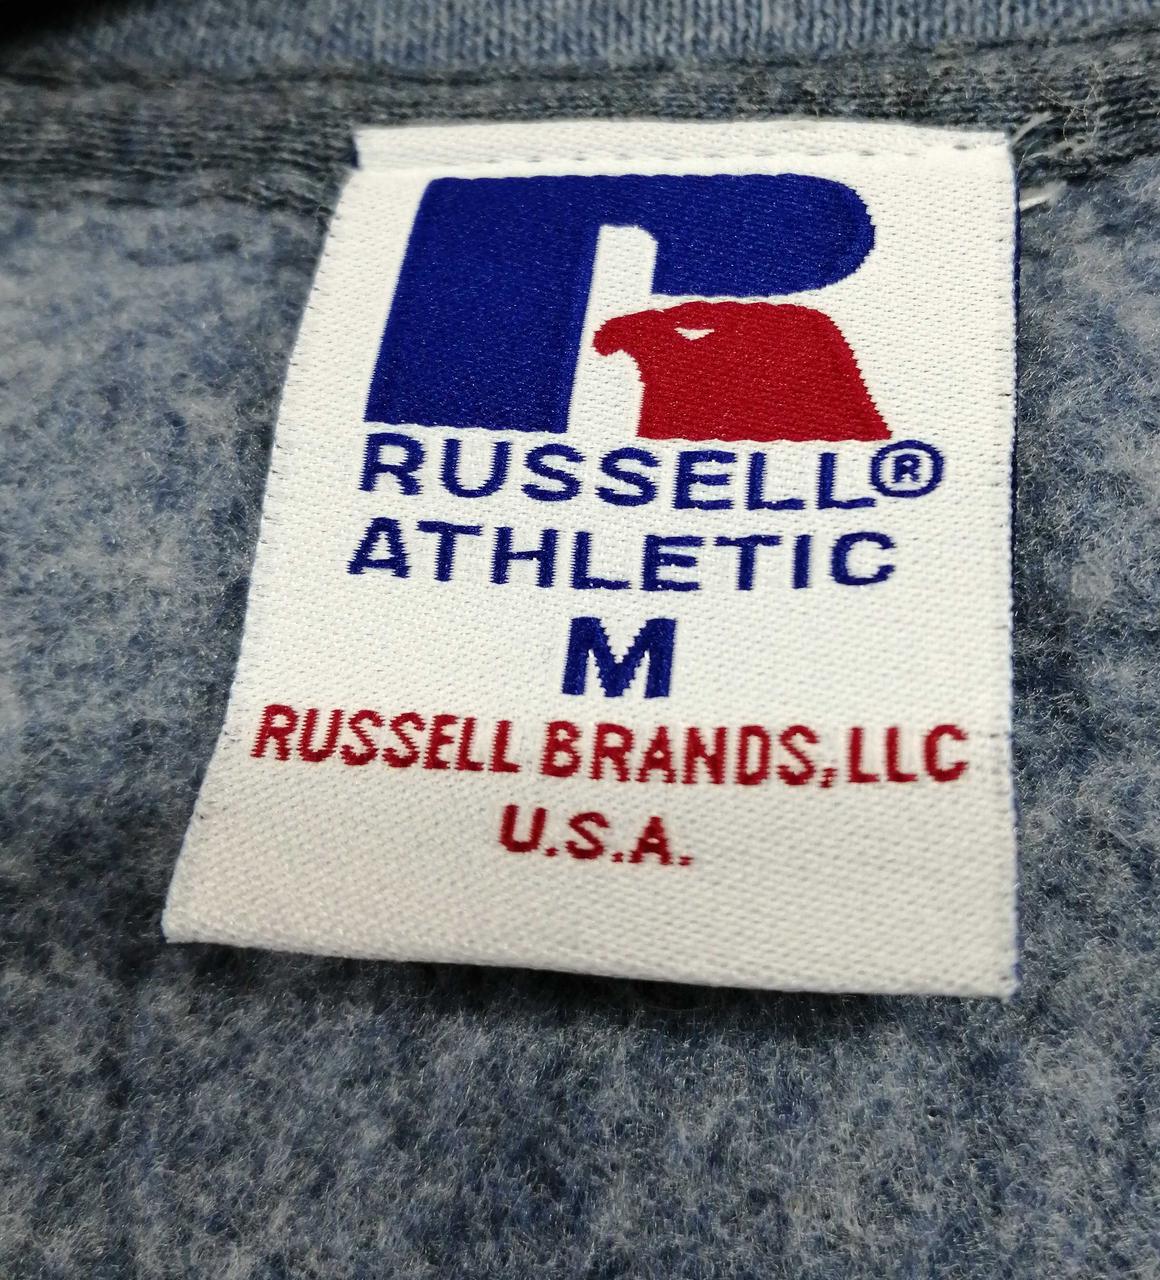 RUSSELL®
ATHLETIC
M
RUSSELL BRANDS, LLC
U.S.A.